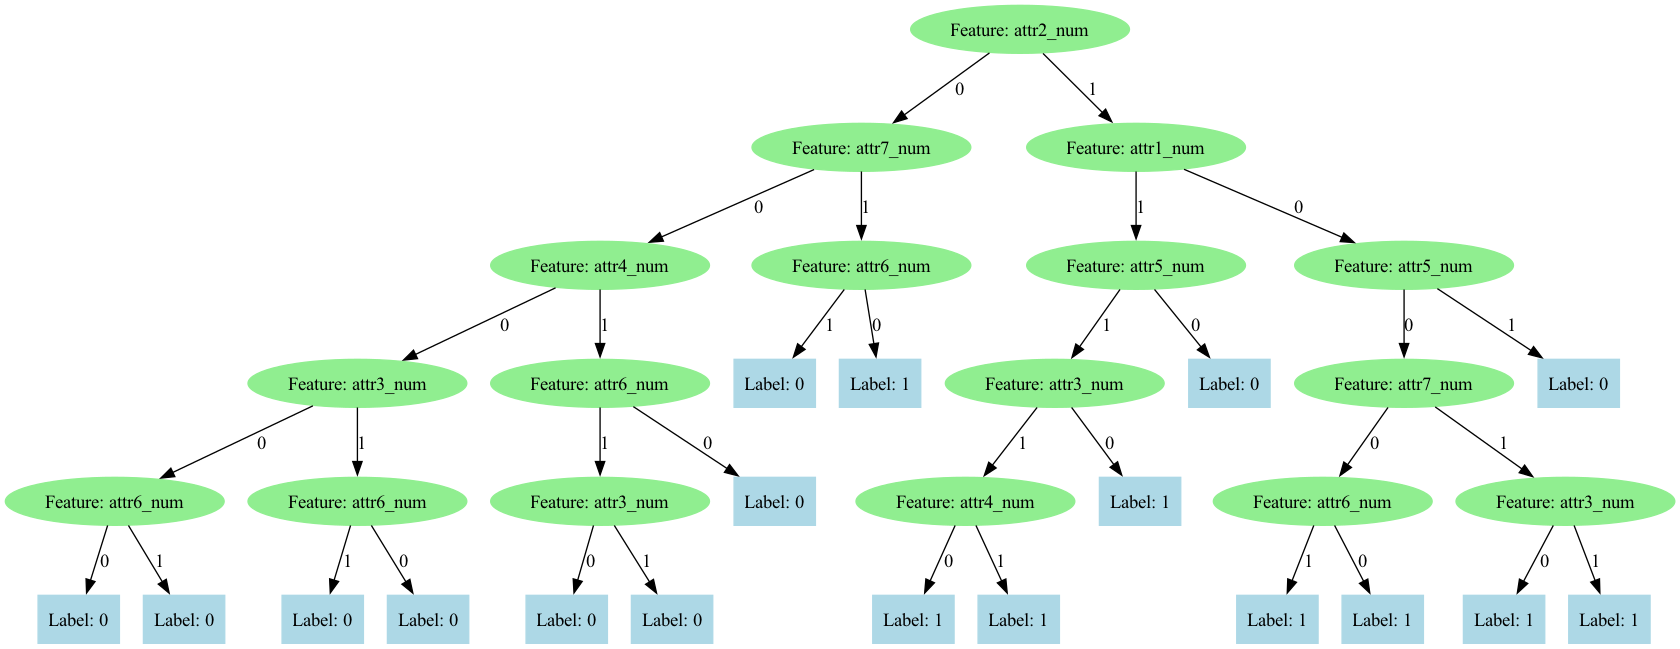 Feature: attr2_num
0
1
Feature: attr7_num
Feature: attr1_num
0
1
1
0
Feature: attr4_num
Feature: attr6_num
Feature: attr5_num
Feature: attr5_num
0
1
1
0
1
0
0
1
Feature: attr3_num
Feature: attr6_num
Label: 0
Label: 1
Feature: attr3_num
Label: 0
Feature: attr7_num
Label: 0
0
1
1
0
1
0
0
1
Feature: attr6_num
Feature: attr6_num
Feature: attr3_num
Label: 0
Feature: attr4_num
Label: 1
Feature: attr6_num
Feature: attr3_num
0
1
1
0
0
1
0
1
1
0
0
1
Label: 0
Label: 0
Label: 0
Label: 0
Label: 0
Label: 0
Label: 1
Label: 1
Label: 1
Label: 1
Label: 1
Label: 1